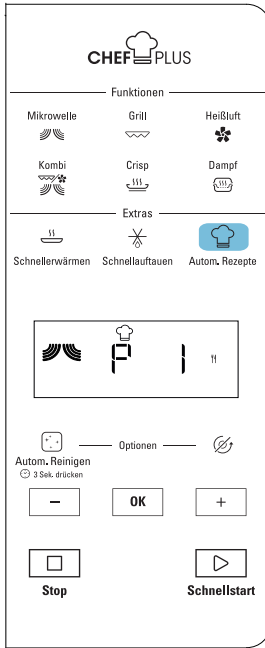 CHEF PLUS
Funktionen
Mikrowelle Grill Heißluft
Kombi Crisp Dampf
Extras
Schnellerwärmen Schnellauftauen Autom. Rezepte
P 1
Optionen
Autom. Reinigen
3 Sek. drücken
− OK +
Stop Schnellstart